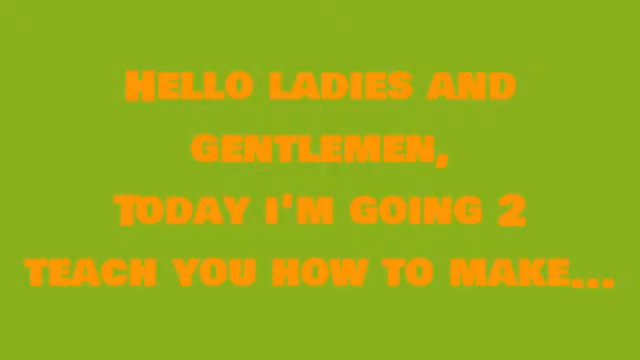 Hello ladies and
gentlemen,
Today i'm going 2
teach you how to make...